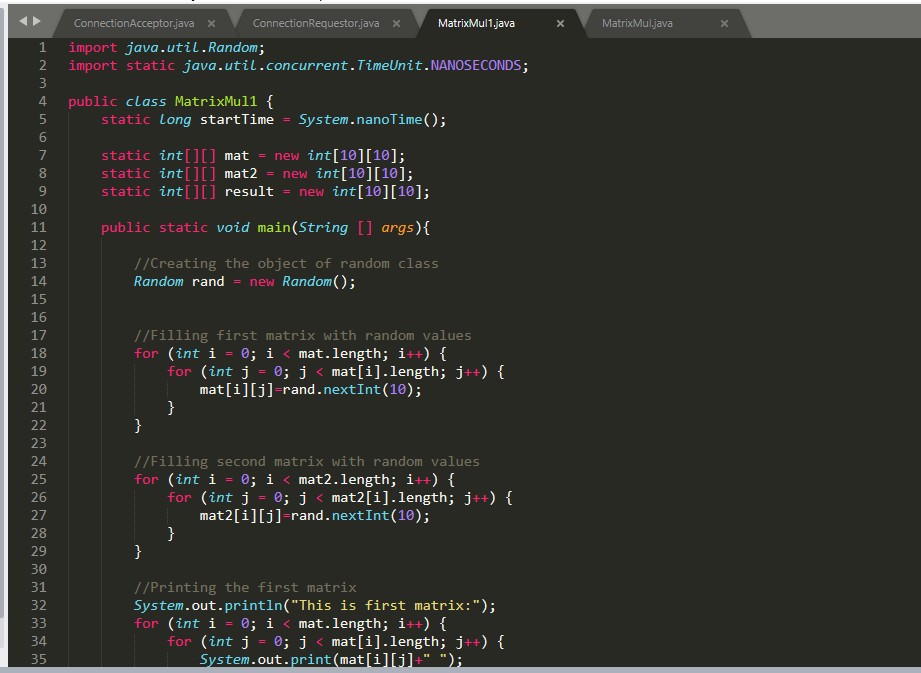 ConnectionAcceptor.java × ConnectionRequestor.java × MatrixMul1.java × MatrixMul.java ×
1 import java.util.Random;
2 import static java.util.concurrent.TimeUnit.NANOSECONDS;
3
4 public class MatrixMul1 {
5     static long startTime = System.nanoTime();
6
7     static int[][] mat = new int[10][10];
8     static int[][] mat2 = new int[10][10];
9     static int[][] result = new int[10][10];
10
11     public static void main(String [] args){
12
13         //Creating the object of random class
14         Random rand = new Random();
15
16
17         //Filling first matrix with random values
18         for (int i = 0; i < mat.length; i++) {
19             for (int j = 0; j < mat[i].length; j++) {
20                 mat[i][j]=rand.nextInt(10);
21             }
22         }
23
24         //Filling second matrix with random values
25         for (int i = 0; i < mat2.length; i++) {
26             for (int j = 0; j < mat2[i].length; j++) {
27                 mat2[i][j]=rand.nextInt(10);
28             }
29         }
30
31         //Printing the first matrix
32         System.out.println("This is first matrix:");
33         for (int i = 0; i < mat.length; i++) {
34             for (int j = 0; j < mat[i].length; j++) {
35                 System.out.print(mat[i][j]+" ");